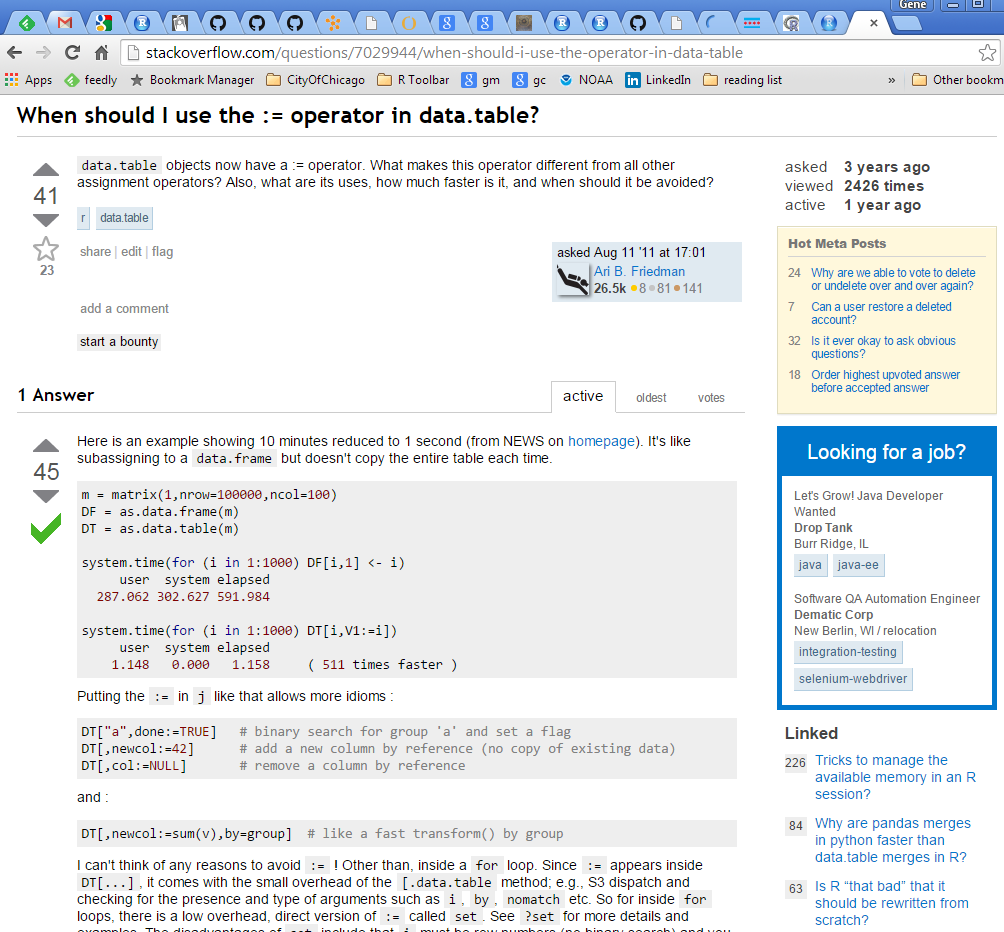 Gene
stackoverflow.com/questions/7029944/when-should-i-use-the-operator-in-data-table
Apps feedly Bookmark Manager CityOfChicago R Toolbar gm gc NOAA LinkedIn reading list » Other bookm
When should I use the := operator in data.table?
41
23
data.table objects now have a := operator. What makes this operator different from all other
assignment operators? Also, what are its uses, how much faster is it, and when should it be avoided?
r data.table
share | edit | flag
asked Aug 11 '11 at 17:01
Ari B. Friedman
26.5k ●8 ●81 ●141
add a comment
start a bounty
1 Answer
active oldest votes
45
Here is an example showing 10 minutes reduced to 1 second (from NEWS on homepage). It's like
subassigning to a data.frame but doesn't copy the entire table each time.
m = matrix(1,nrow=100000,ncol=100)
DF = as.data.frame(m)
DT = as.data.table(m)
system.time(for (i in 1:1000) DF[i,1] <- i)
user system elapsed
287.062 302.627 591.984
system.time(for (i in 1:1000) DT[i,V1:=i])
user system elapsed
1.148 0.000 1.158 ( 511 times faster )
Putting the := in j like that allows more idioms :
DT["a",done:=TRUE] # binary search for group 'a' and set a flag
DT[,newcol:=42] # add a new column by reference (no copy of existing data)
DT[,col:=NULL] # remove a column by reference
and :
DT[,newcol:=sum(v),by=group] # like a fast transform() by group
I can't think of any reasons to avoid := ! Other than, inside a for loop. Since := appears inside
DT[...] , it comes with the small overhead of the [.data.table method; e.g., S3 dispatch and
checking for the presence and type of arguments such as i , by , nomatch etc. So for inside for
loops, there is a low overhead, direct version of := called set . See ?set for more details and
examples. The disadvantages of set include that i must be row numbers (no binary search) and you
asked 3 years ago
viewed 2426 times
active 1 year ago
Hot Meta Posts
24 Why are we able to vote to delete
or undelete over and over again?
7 Can a user restore a deleted
account?
32 Is it ever okay to ask obvious
questions?
18 Order highest upvoted answer
before accepted answer
Looking for a job?
Let's Grow! Java Developer
Wanted
Drop Tank
Burr Ridge, IL
java java-ee
Software QA Automation Engineer
Dematic Corp
New Berlin, WI / relocation
integration-testing
selenium-webdriver
Linked
226 Tricks to manage the
available memory in an R
session?
84 Why are pandas merges
in python faster than
data.table merges in R?
63 Is R “that bad” that it
should be rewritten from
scratch?